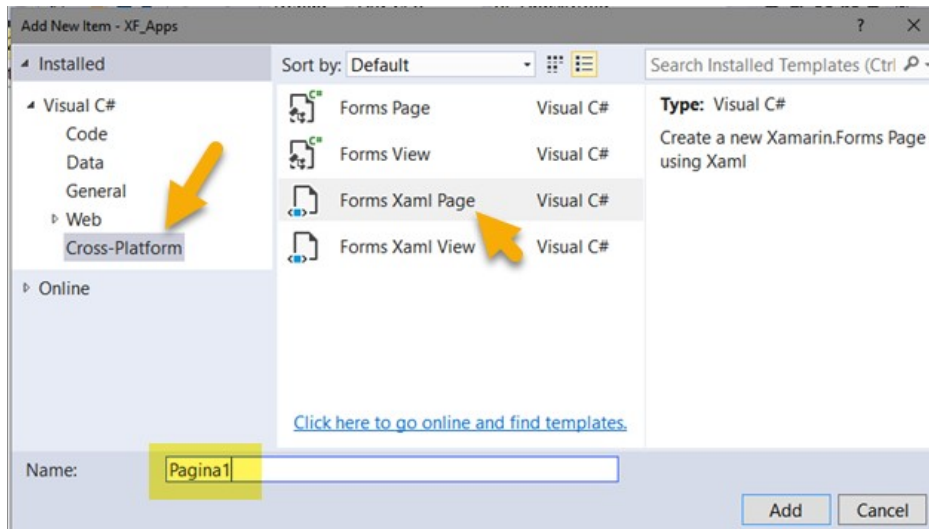 Add New Item - XF_Apps
?
Installed
Sort by: Default
Search Installed Templates (Ctrl
Visual C#
Code
Data
General
Web
Cross-Platform
Online
Forms Page Visual C#
Forms View Visual C#
Forms Xaml Page Visual C#
Forms Xaml View Visual C#
Click here to go online and find templates.
Type: Visual C#
Create a new Xamarin.Forms Page
using Xaml
Name: Pagina1
Add Cancel